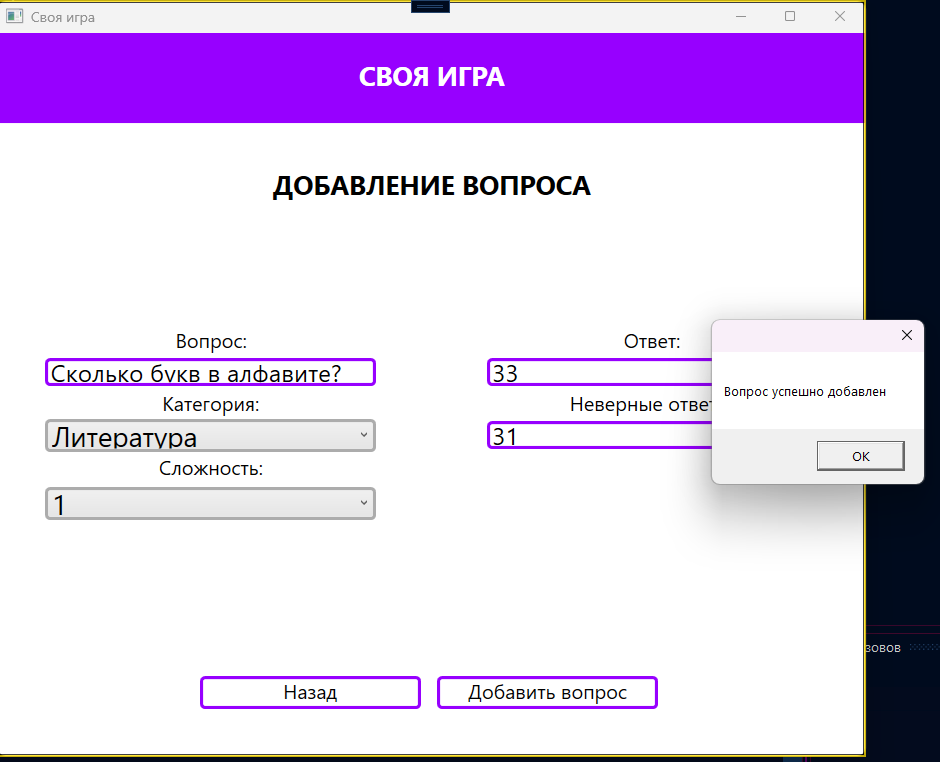 Своя игра
СВОЯ ИГРА
ДОБАВЛЕНИЕ ВОПРОСА
Вопрос:
Сколько букв в алфавите?
Категория:
Литература
Сложность:
1
Ответ:
33
Неверные ответ
31
Вопрос успешно добавлен
ОК
зовов
Назад
Добавить вопрос